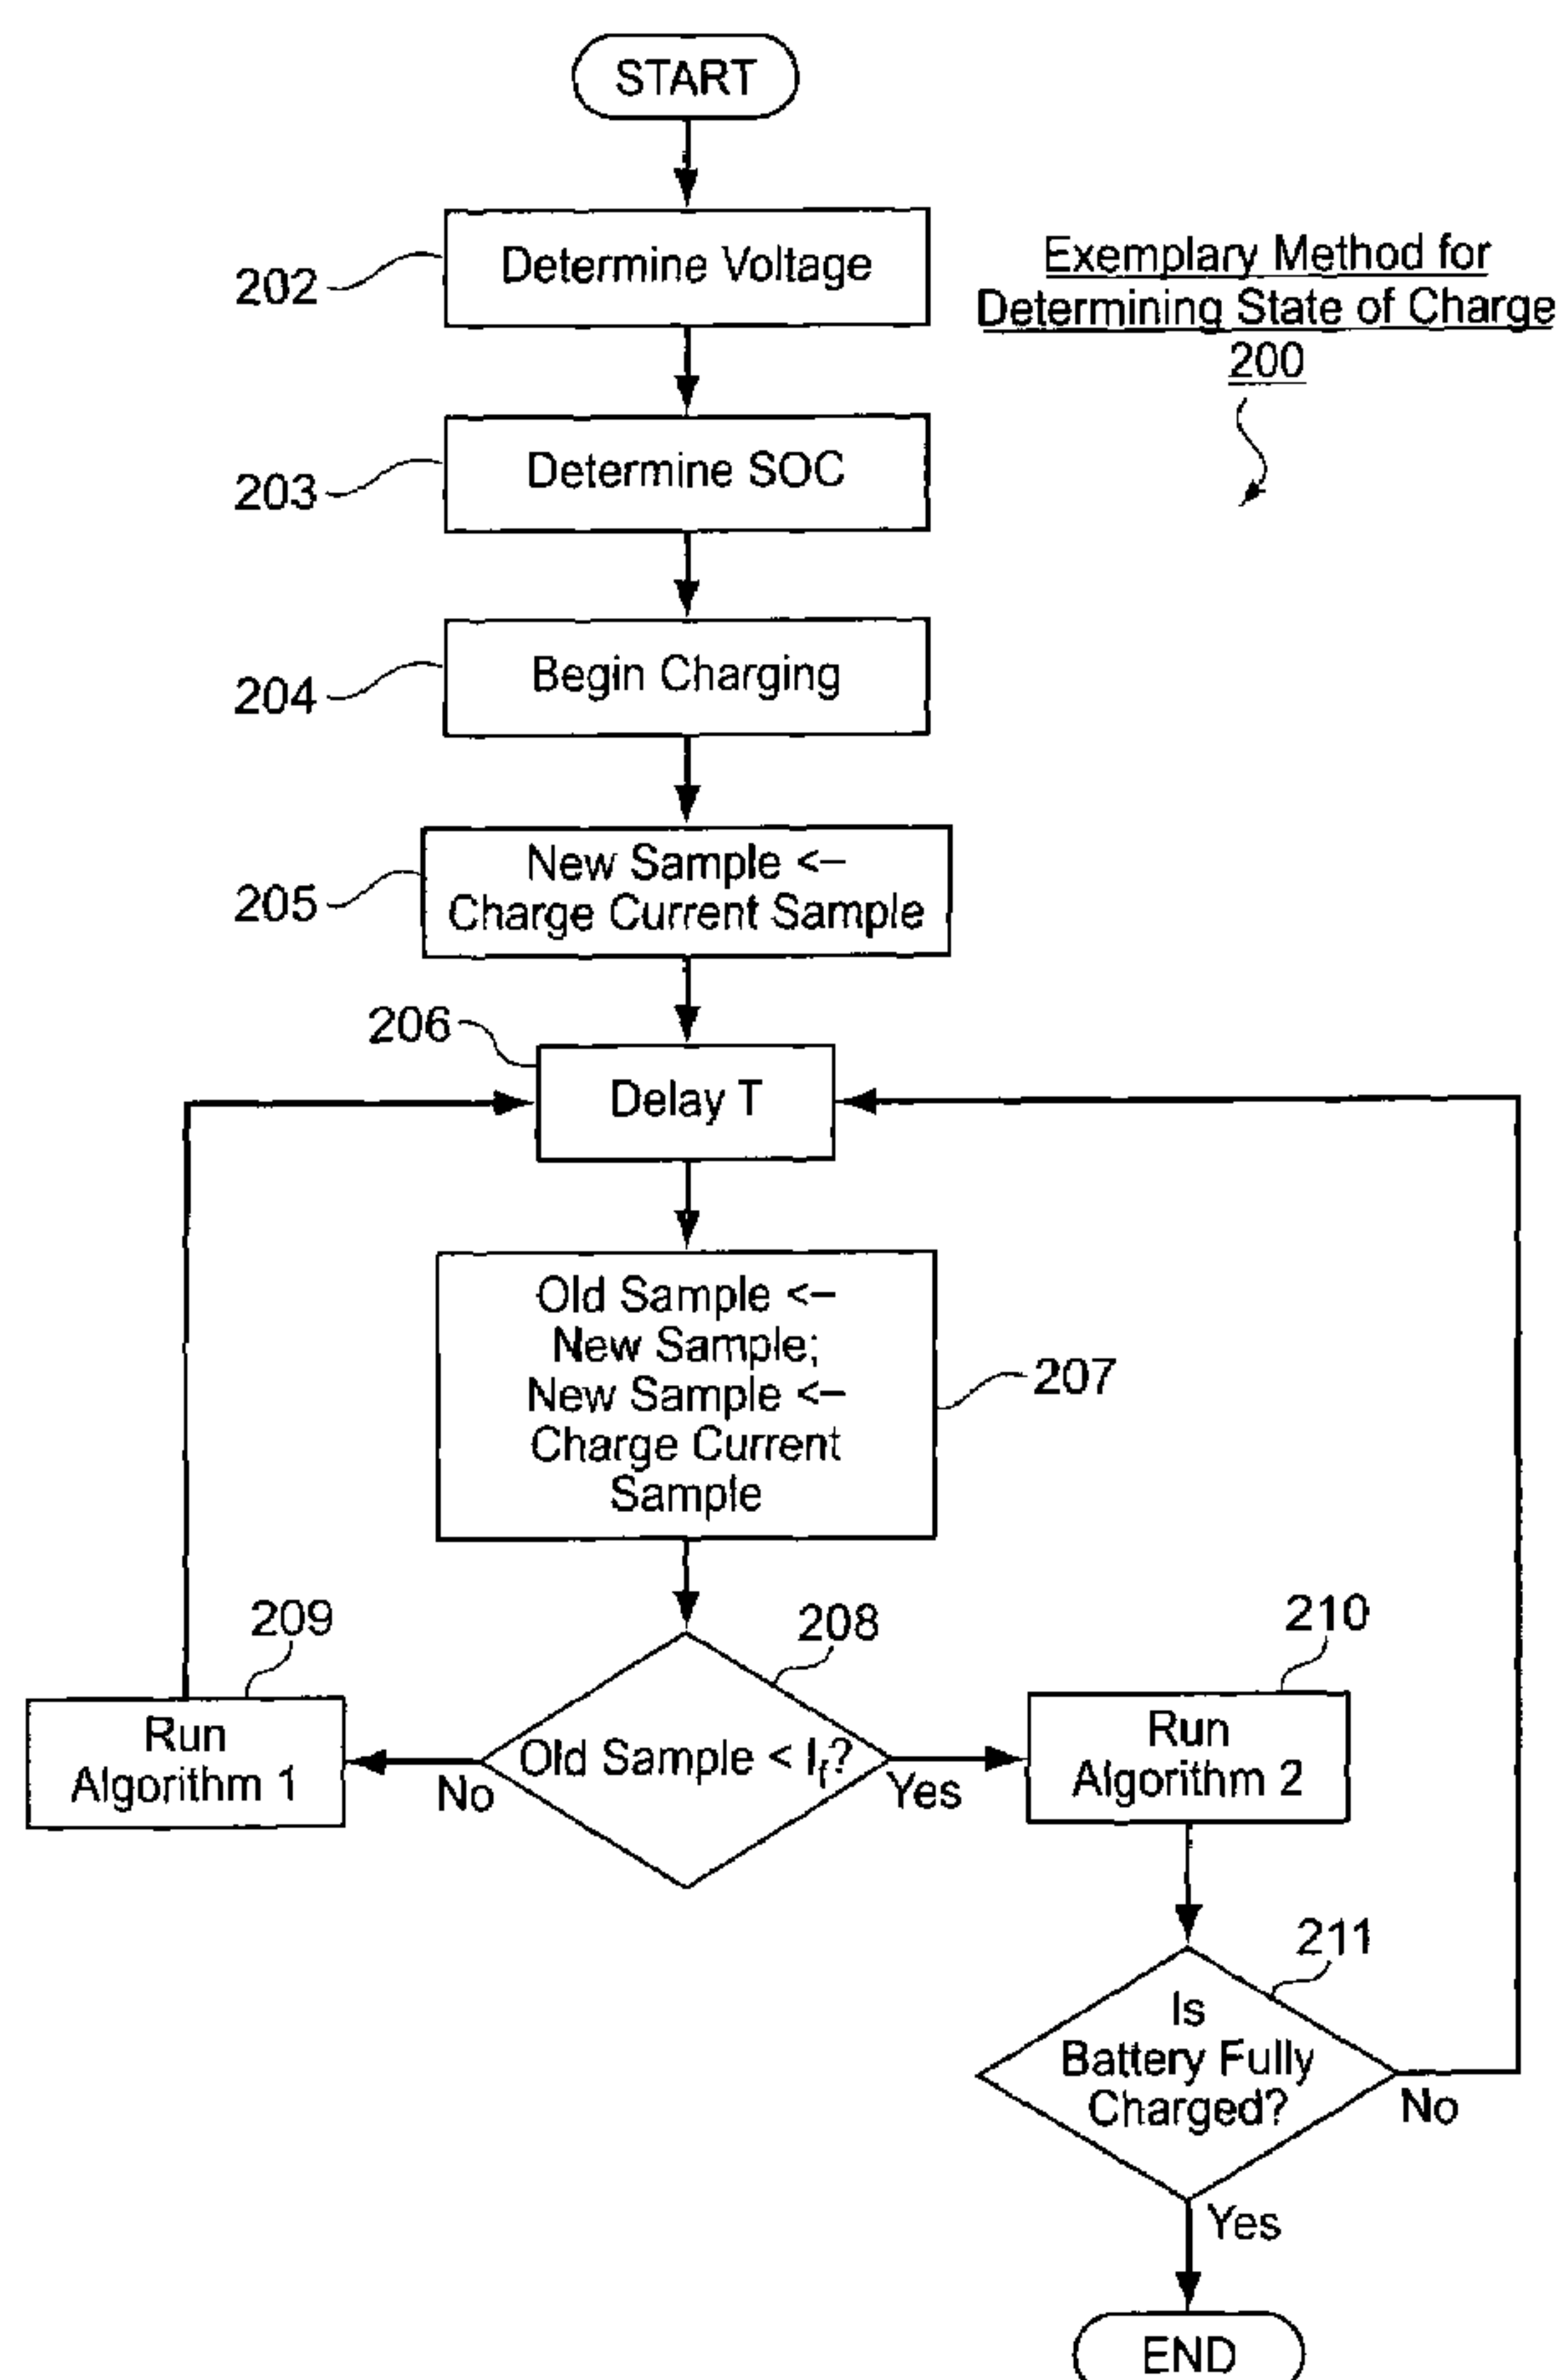 START
Determine Voltage
202
Exemplary Method for
Determining State of Charge
200
Determine SOC
203
Begin Charging
204
New Sample <–
Charge Current Sample
205
206
Delay T
Old Sample <–
New Sample;
New Sample <–
Charge Current
Sample
207
208
Old Sample < If?
No
Yes
209
Run
Algorithm 1
210
Run
Algorithm 2
211
Is
Battery Fully
Charged?
No
Yes
END